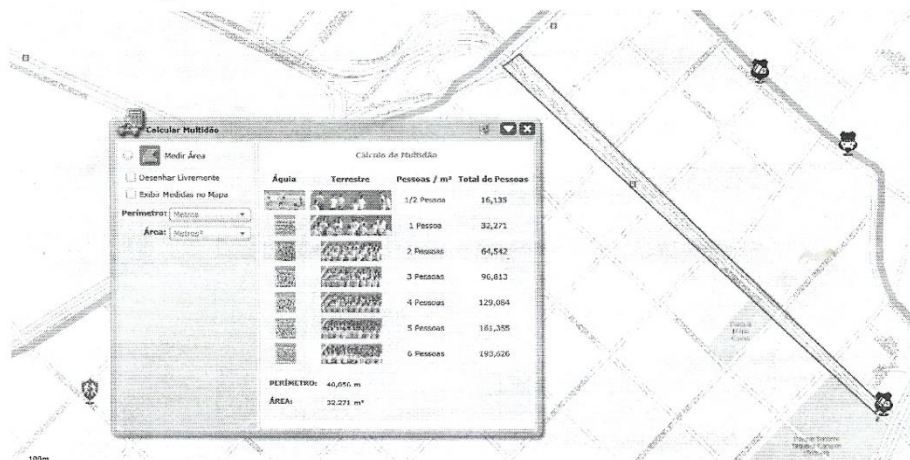 Calcular Multidão
Medir Área
Desenhar Livremente
Exibir Medidas no Mapa
Perímetro: Metros
Área: Metros²
Cálculo de Multidão
Águia Terrestre Pessoas / m² Total de Pessoas
1/2 Pessoa 16,135
1 Pessoa 32,271
2 Pessoas 64,542
3 Pessoas 96,813
4 Pessoas 129,084
5 Pessoas 161,355
6 Pessoas 193,626
PERÍMETRO: 40,656 m
ÁREA: 32.271 m²
100m